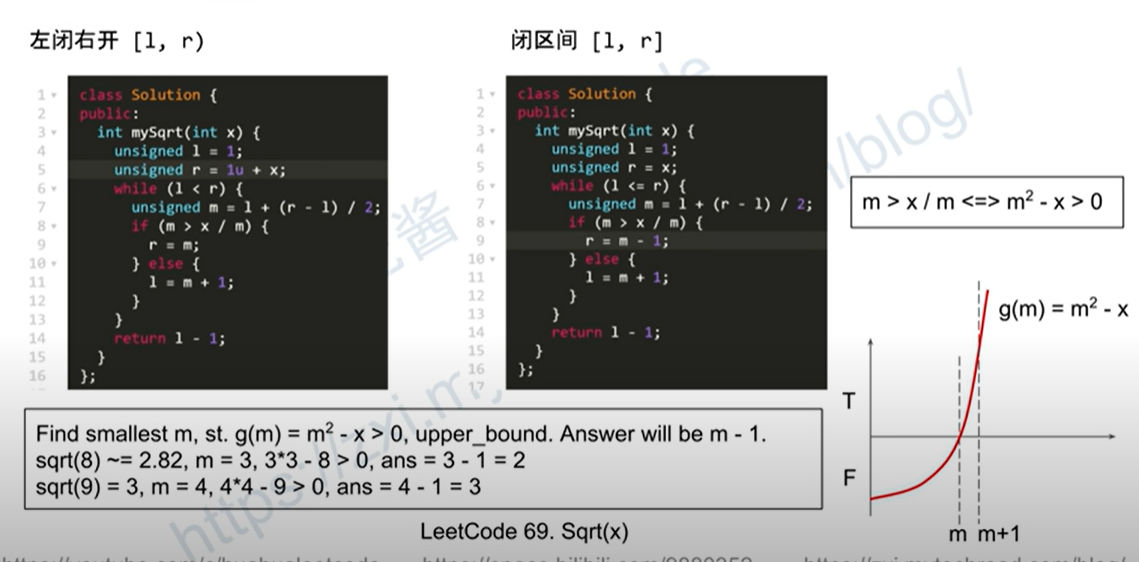 左闭右开 [l, r)
1 class Solution {
2 public:
3 int mySqrt(int x) {
4 unsigned l = 1;
5 unsigned r = 1u + x;
6 while (l < r) {
7 unsigned m = l + (r - l) / 2;
8 if (m > x / m) {
9 r = m;
10 } else {
11 l = m + 1;
12 }
13 }
14 return l - 1;
15 }
16 };
闭区间 [l, r]
1 class Solution {
2 public:
3 int mySqrt(int x) {
4 unsigned l = 1;
5 unsigned r = x;
6 while (l <= r) {
7 unsigned m = l + (r - l) / 2;
8 if (m > x / m) {
9 r = m - 1;
10 } else {
11 l = m + 1;
12 }
13 }
14 return l - 1;
15 }
16 };
17
m > x / m <=> m² - x > 0
g(m) = m² - x
T
F
m m+1
Find smallest m, st. g(m) = m² - x > 0, upper_bound. Answer will be m - 1.
sqrt(8) ~= 2.82, m = 3, 3*3 - 8 > 0, ans = 3 - 1 = 2
sqrt(9) = 3, m = 4, 4*4 - 9 > 0, ans = 4 - 1 = 3
LeetCode 69. Sqrt(x)